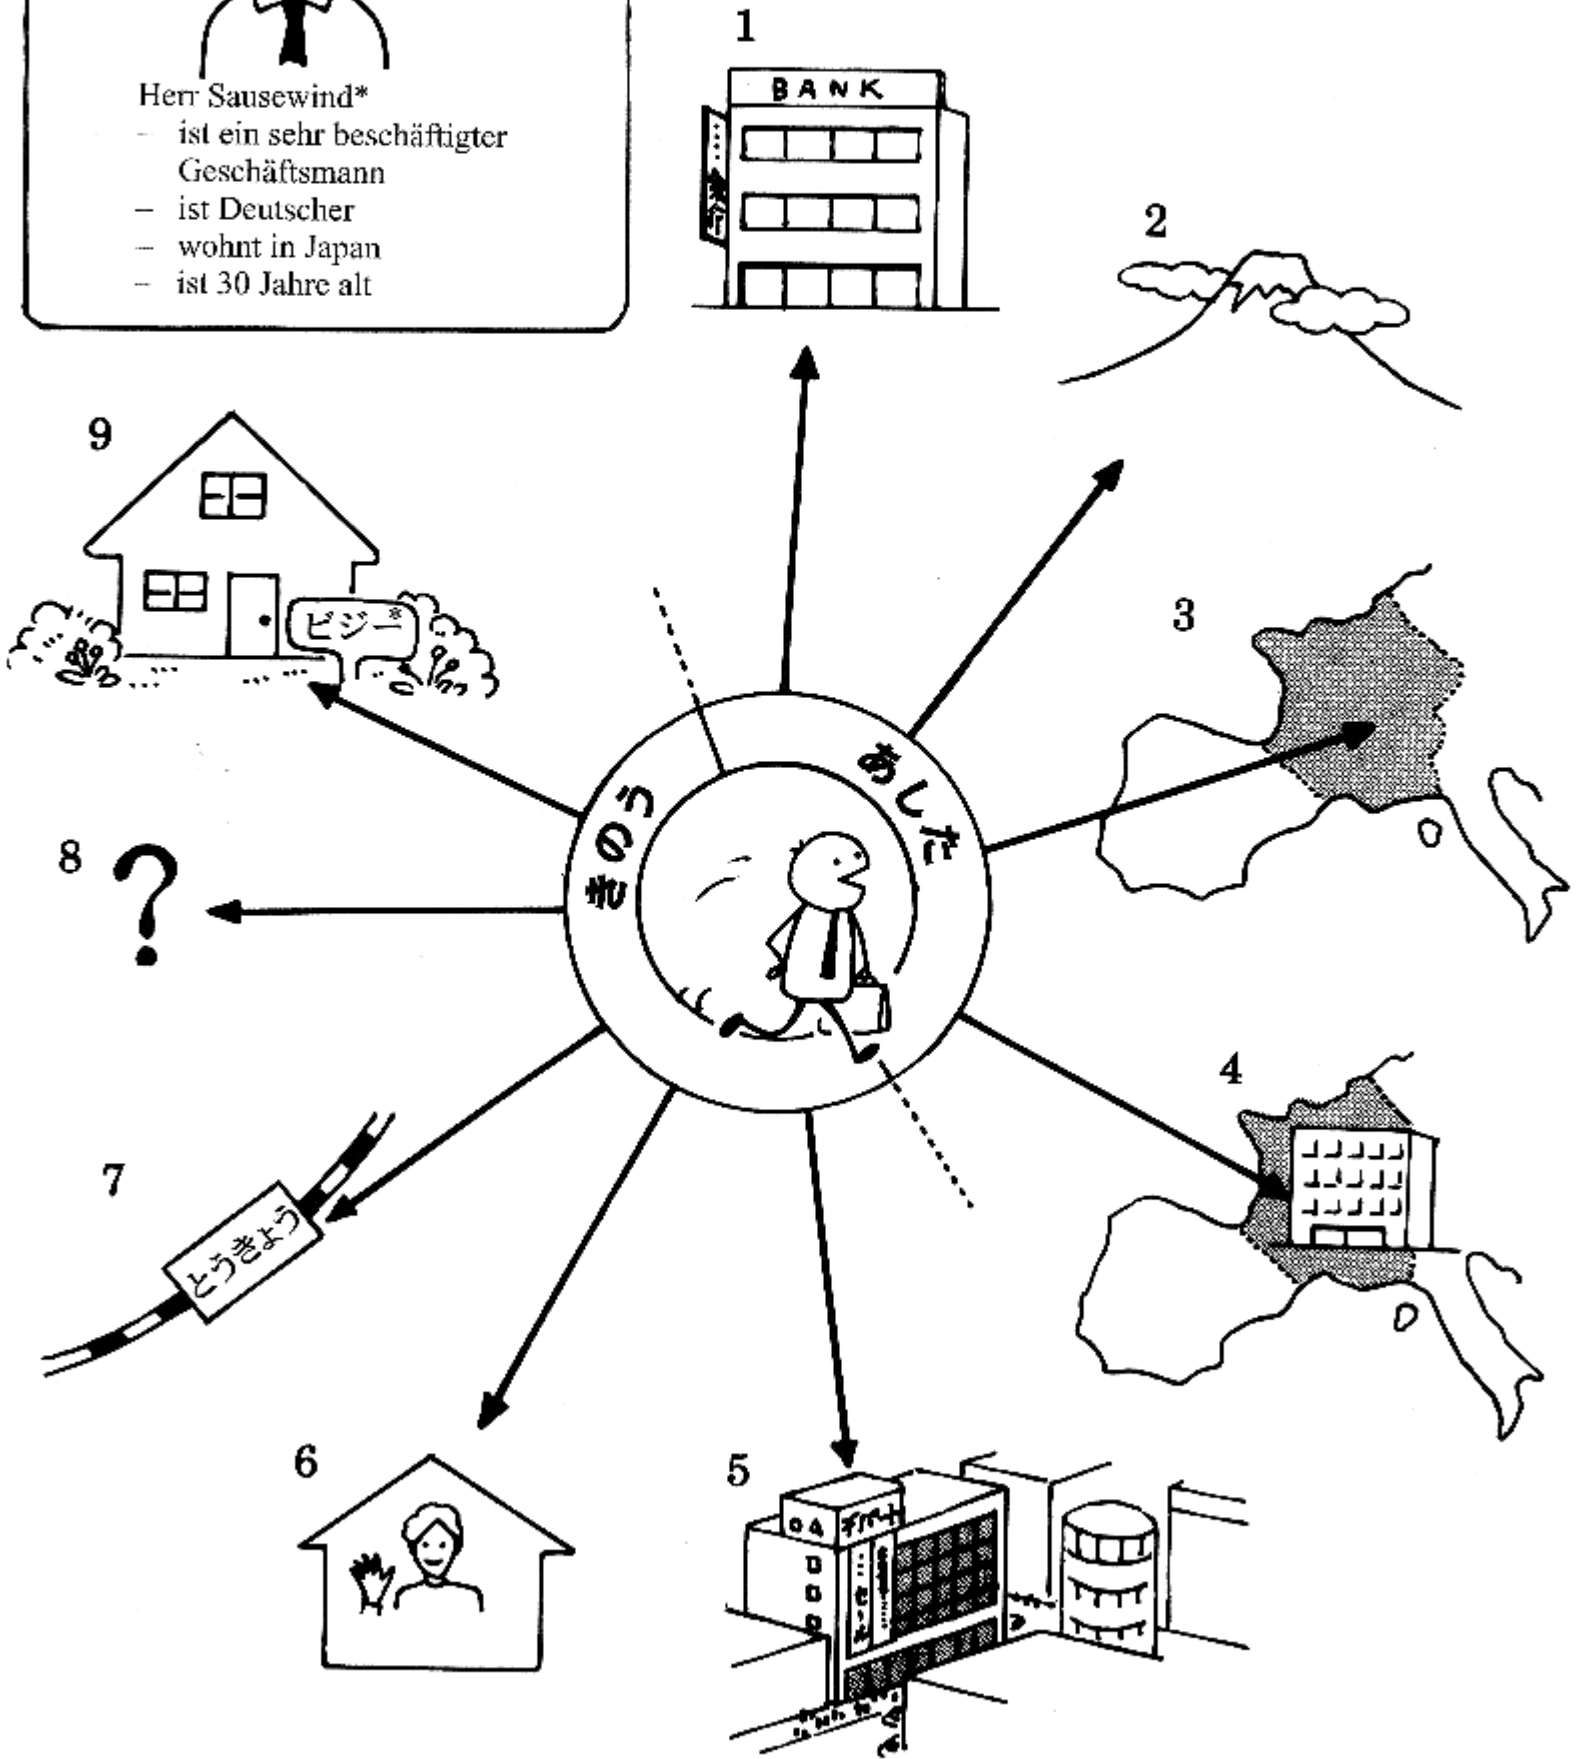 Herr Sausewind*
– ist ein sehr beschäftigter
Geschäftsmann
– ist Deutscher
– wohnt in Japan
– ist 30 Jahre alt
1
BANK
銀行
2
3
4
5
デパート
6
7
とうきょう
8
9
ビジー*
きのう
あした